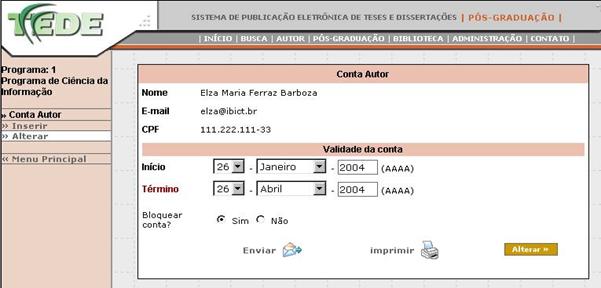 TEDE
SISTEMA DE PUBLICAÇÃO ELETRÔNICA DE TESES E DISSERTAÇÕES | PÓS-GRADUAÇÃO |
| INÍCIO | BUSCA | AUTOR | PÓS-GRADUAÇÃO | BIBLIOTECA | ADMINISTRAÇÃO | CONTATO |
Programa: 1
Programa de Ciência da
Informação
» Conta Autor
» Inserir
» Alterar
« Menu Principal
Conta Autor
Nome Elza Maria Ferraz Barboza
E-mail elza@ibict.br
CPF 111.222.111-33
Validade da conta
Início 26 - Janeiro - 2004 (AAAA)
Término 26 - Abril - 2004 (AAAA)
Bloquear
conta? Sim Não
Enviar imprimir Alterar »